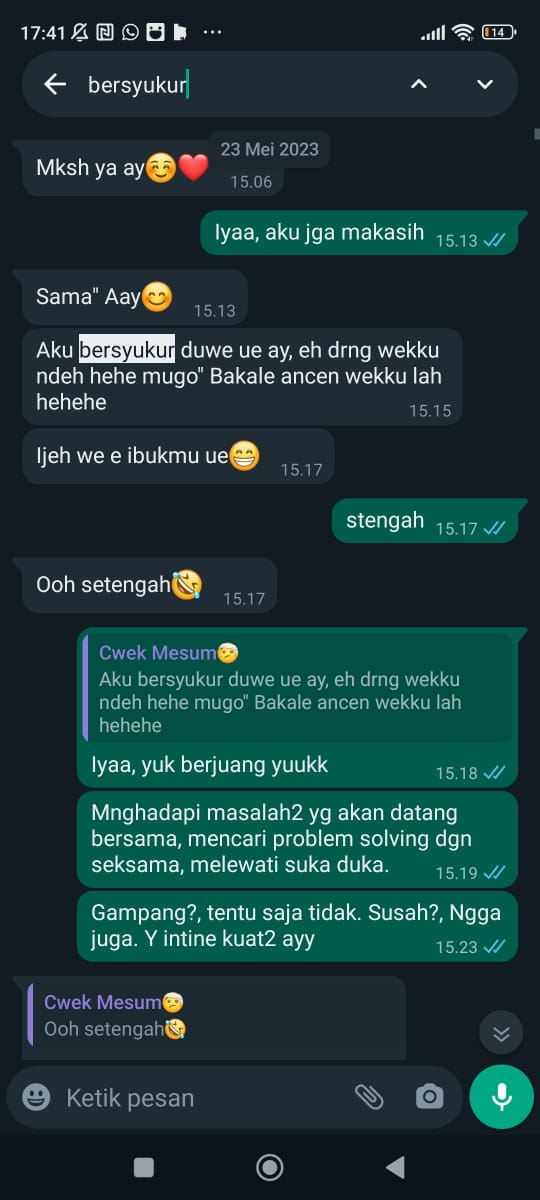 17:41
14
bersyukur
23 Mei 2023
Mksh ya ay☺️❤️
15.06
Iyaa, aku jga makasih 15.13
Sama" Aay😊 15.13
Aku bersyukur duwe ue ay, eh drng wekku
ndeh hehe mugo" Bakale ancen wekku lah
hehehe
15.15
Ijeh we e ibukmu ue😁 15.17
stengah 15.17
Ooh setengah🤣 15.17
Cwek Mesum🤕
Aku bersyukur duwe ue ay, eh drng wekku
ndeh hehe mugo" Bakale ancen wekku lah
hehehe
Iyaa, yuk berjuang yuukk 15.18
Mnghadapi masalah2 yg akan datang
bersama, mencari problem solving dgn
seksama, melewati suka duka. 15.19
Gampang?, tentu saja tidak. Susah?, Ngga
juga. Y intine kuat2 ayy 15.23
Cwek Mesum🤕
Ooh setengah🤣
Ketik pesan